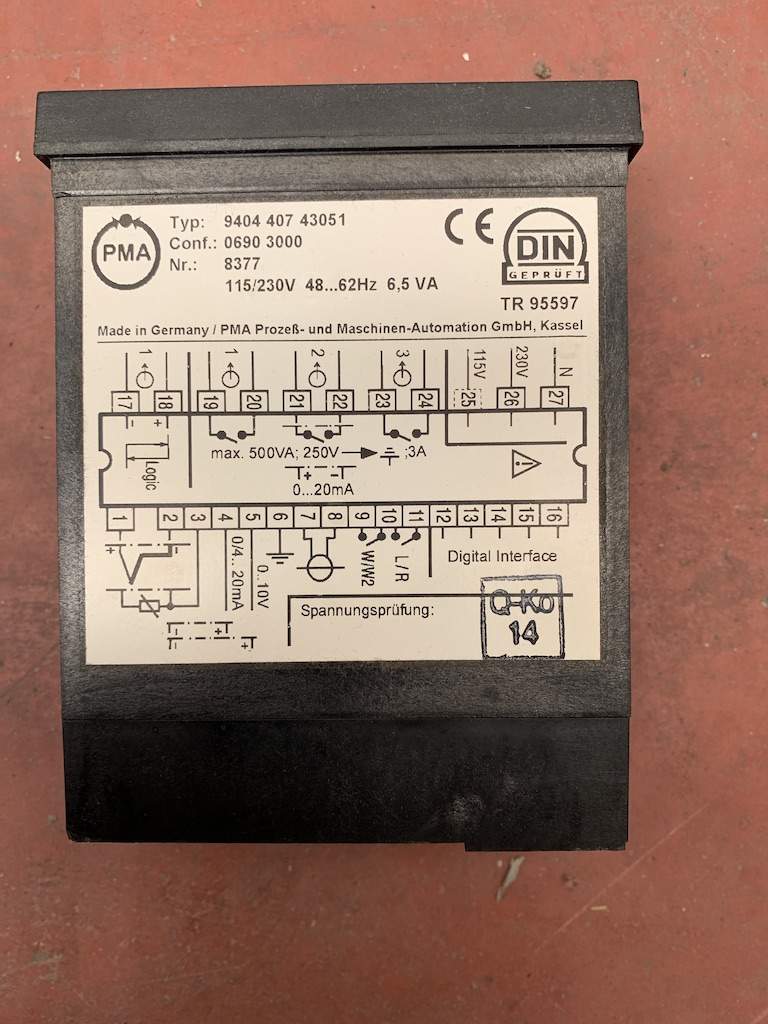 PMA
Typ: 9404 407 43051
Conf.: 0690 3000
Nr.: 8377
115/230V 48...62Hz 6,5 VA
CE
DIN
GEPRÜFT
TR 95597
Made in Germany / PMA Prozeß- und Maschinen-Automation GmbH, Kassel
1 1 2 3 115V 230V N
17 18 19 20 21 22 23 24 25 26 27
- +
Logic
max. 500VA; 250V ;3A
+ -
0...20mA
1 2 3 4 5 6 7 8 9 10 11 12 13 14 15 16
+ -
0/4...20mA
0..10V
W/W2
L/R
Digital Interface
Spannungsprüfung:
- +
- +
Q-Ko
14